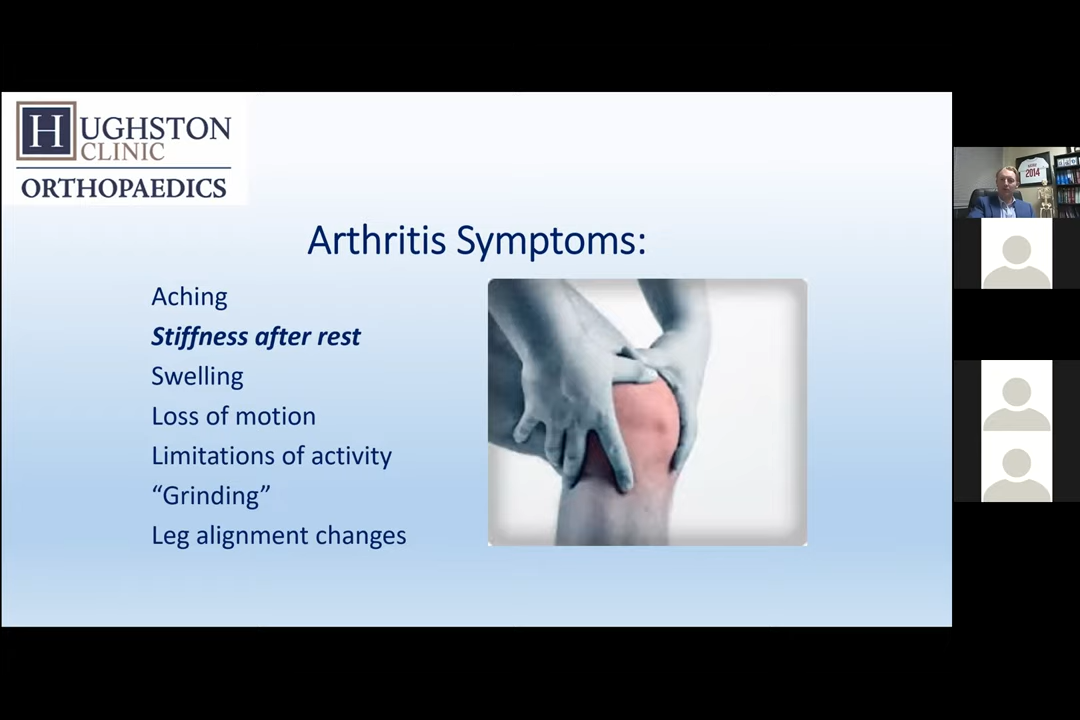 HUGHSTON
CLINIC
ORTHOPAEDICS
Arthritis Symptoms:
Aching
Stiffness after rest
Swelling
Loss of motion
Limitations of activity
“Grinding”
Leg alignment changes
2014